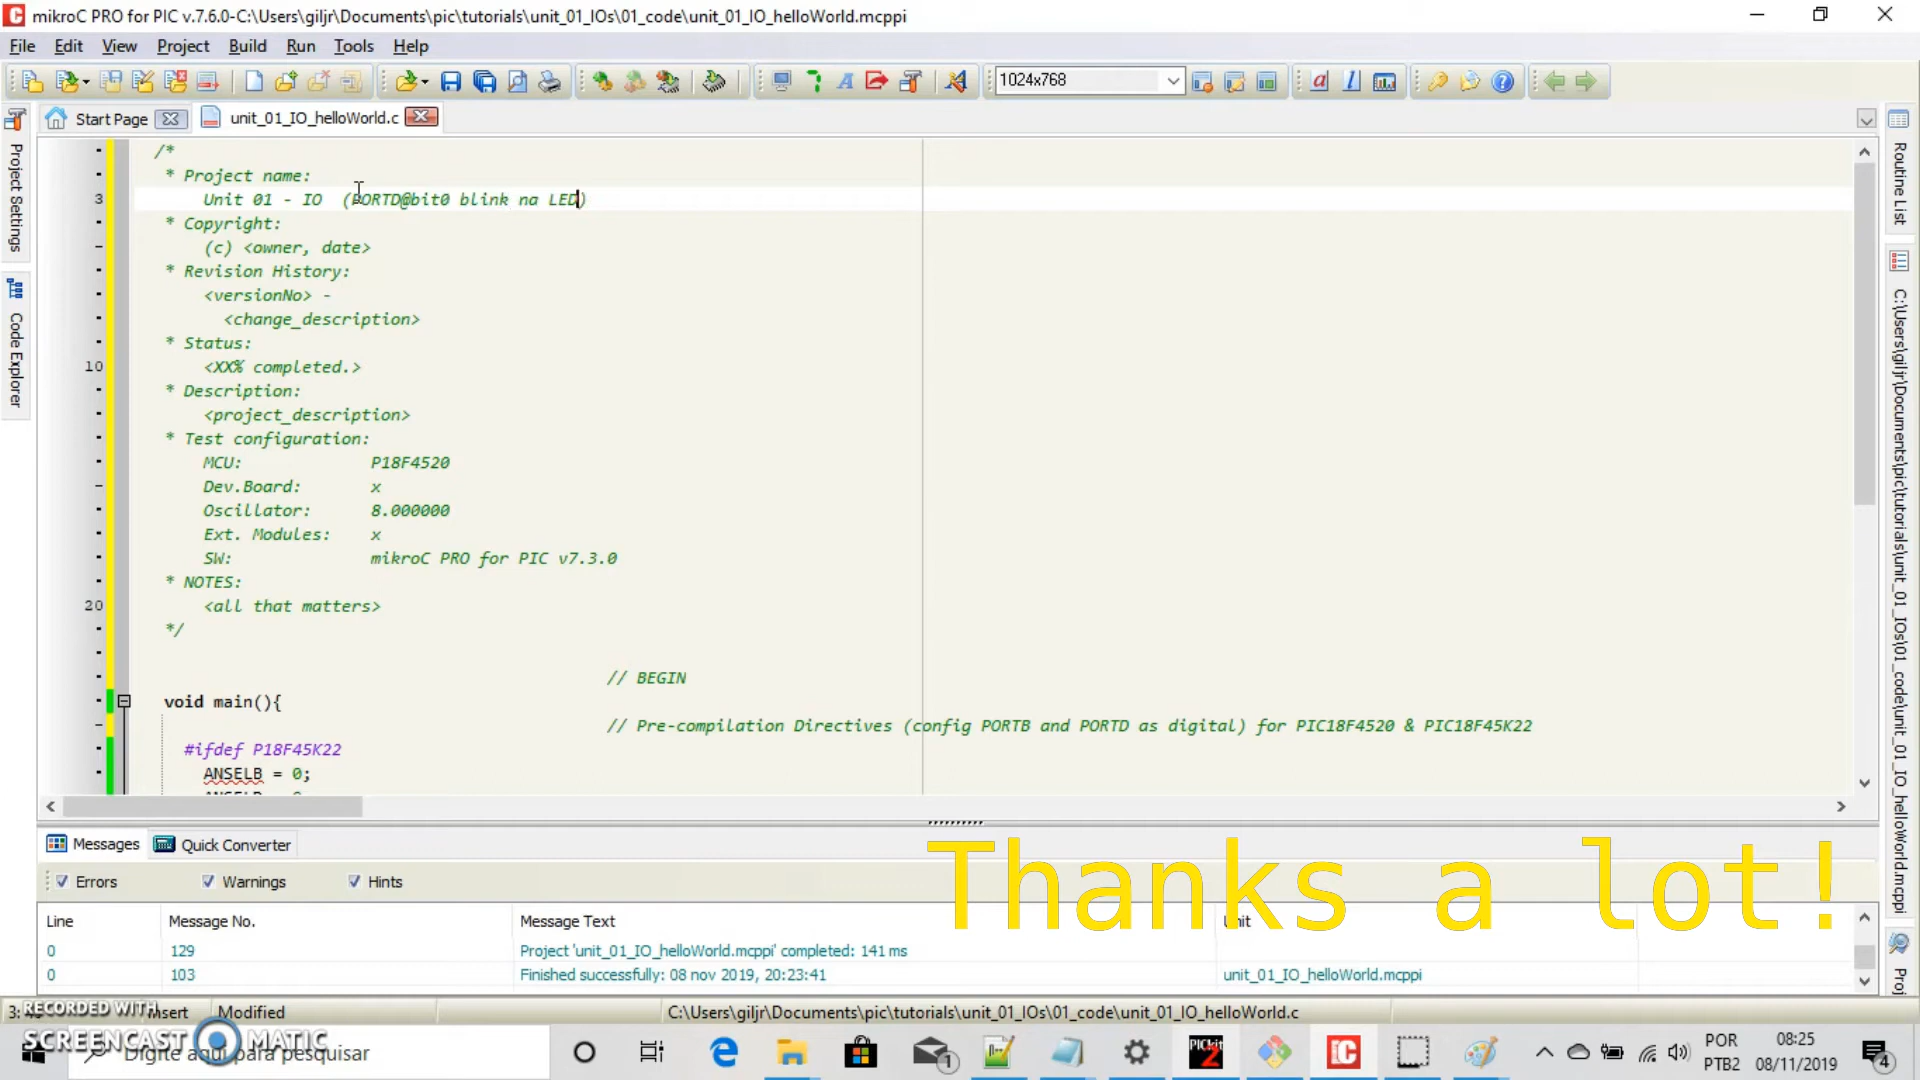 mikroC PRO for PIC v.7.6.0-C:\Users\giljr\Documents\pic\tutorials\unit_01_IOs\01_code\unit_01_IO_helloWorld.mcppi
File Edit View Project Build Run Tools Help
1024x768
Start Page unit_01_IO_helloWorld.c
Project Settings
Code Explorer
Routine List
C:\Users\giljr\Documents\pic\tutorials\unit_01_IOs\01_code\unit_01_IO_helloWorld.mcppi
Proj
/*
* Project name:
3 Unit 01 - IO (PORTD@bit0 blink na LED)
* Copyright:
(c) <owner, date>
* Revision History:
<versionNo> -
<change_description>
* Status:
10 <XX% completed.>
* Description:
<project_description>
* Test configuration:
MCU: P18F4520
Dev.Board: x
Oscillator: 8.000000
Ext. Modules: x
SW: mikroC PRO for PIC v7.3.0
* NOTES:
20 <all that matters>
*/
// BEGIN
void main(){
// Pre-compilation Directives (config PORTB and PORTD as digital) for PIC18F4520 & PIC18F45K22
#ifdef P18F45K22
ANSELB = 0;
Messages Quick Converter
Errors Warnings Hints
Thanks a lot!
Line Message No. Message Text Unit
0 129 Project 'unit_01_IO_helloWorld.mcppi' completed: 141 ms
0 103 Finished successfully: 08 nov 2019, 20:23:41 unit_01_IO_helloWorld.mcppi
3: Insert Modified C:\Users\giljr\Documents\pic\tutorials\unit_01_IOs\01_code\unit_01_IO_helloWorld.c
RECORDED WITH
SCREENCAST MATIC
Digite aqui para pesquisar
1
PICkit 2
POR
PTB2
08:25
08/11/2019
4